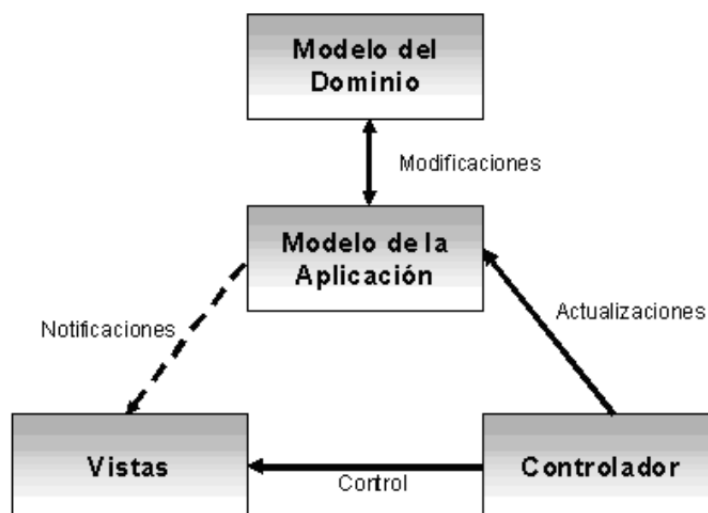 Modelo del
Dominio
Modificaciones
Modelo de la
Aplicación
Notificaciones
Actualizaciones
Vistas
Control
Controlador